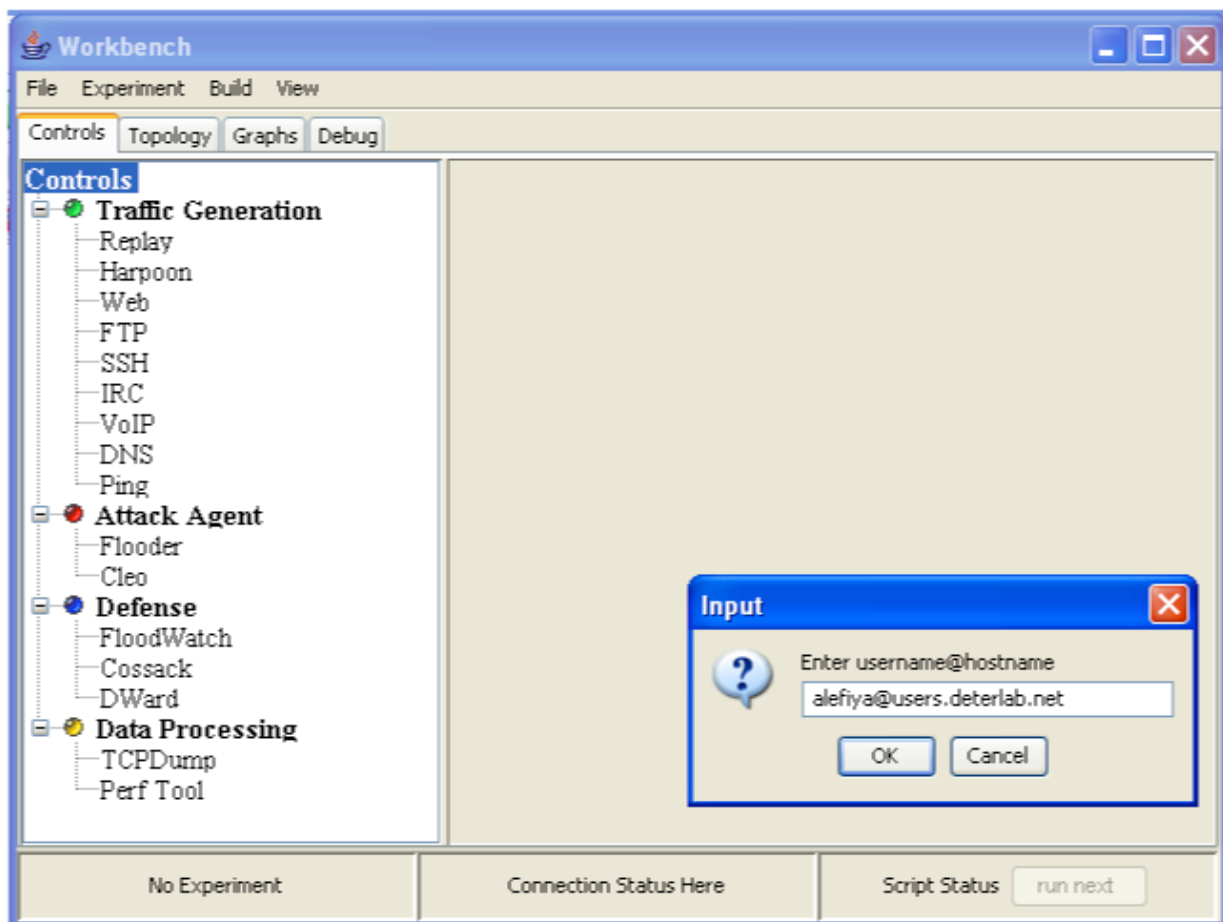 Workbench
File Experiment Build View
Controls Topology Graphs Debug
Controls
Traffic Generation
Replay
Harpoon
Web
FTP
SSH
IRC
VoIP
DNS
Ping
Attack Agent
Flooder
Cleo
Defense
FloodWatch
Cossack
DWard
Data Processing
TCPDump
Perf Tool
Input
Enter username@hostname
alefiya@users.deterlab.net
OK Cancel
No Experiment Connection Status Here Script Status run next